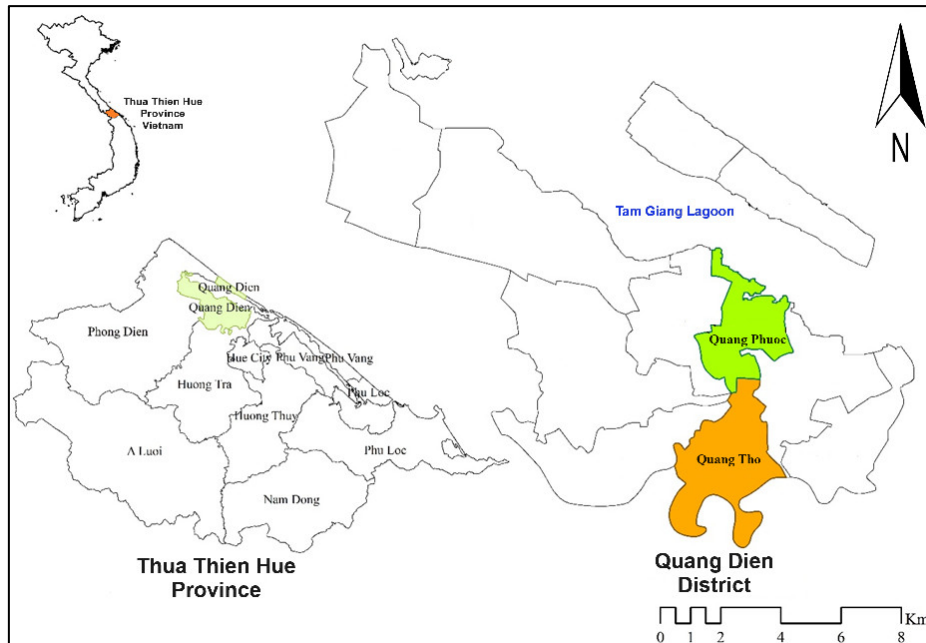 Thua Thien Hue
Province
Vietnam
N
Tam Giang Lagoon
Quang Dien
Quang Dien
Phong Dien
Quang Phuoc
Hue City
Phu Vang
Phu Vang
Huong Tra
Phu Loc
Huong Thuy
A Luoi
Phu Loc
Quang Tho
Nam Dong
Thua Thien Hue
Province
Quang Dien
District
Km
0 1 2 4 6 8